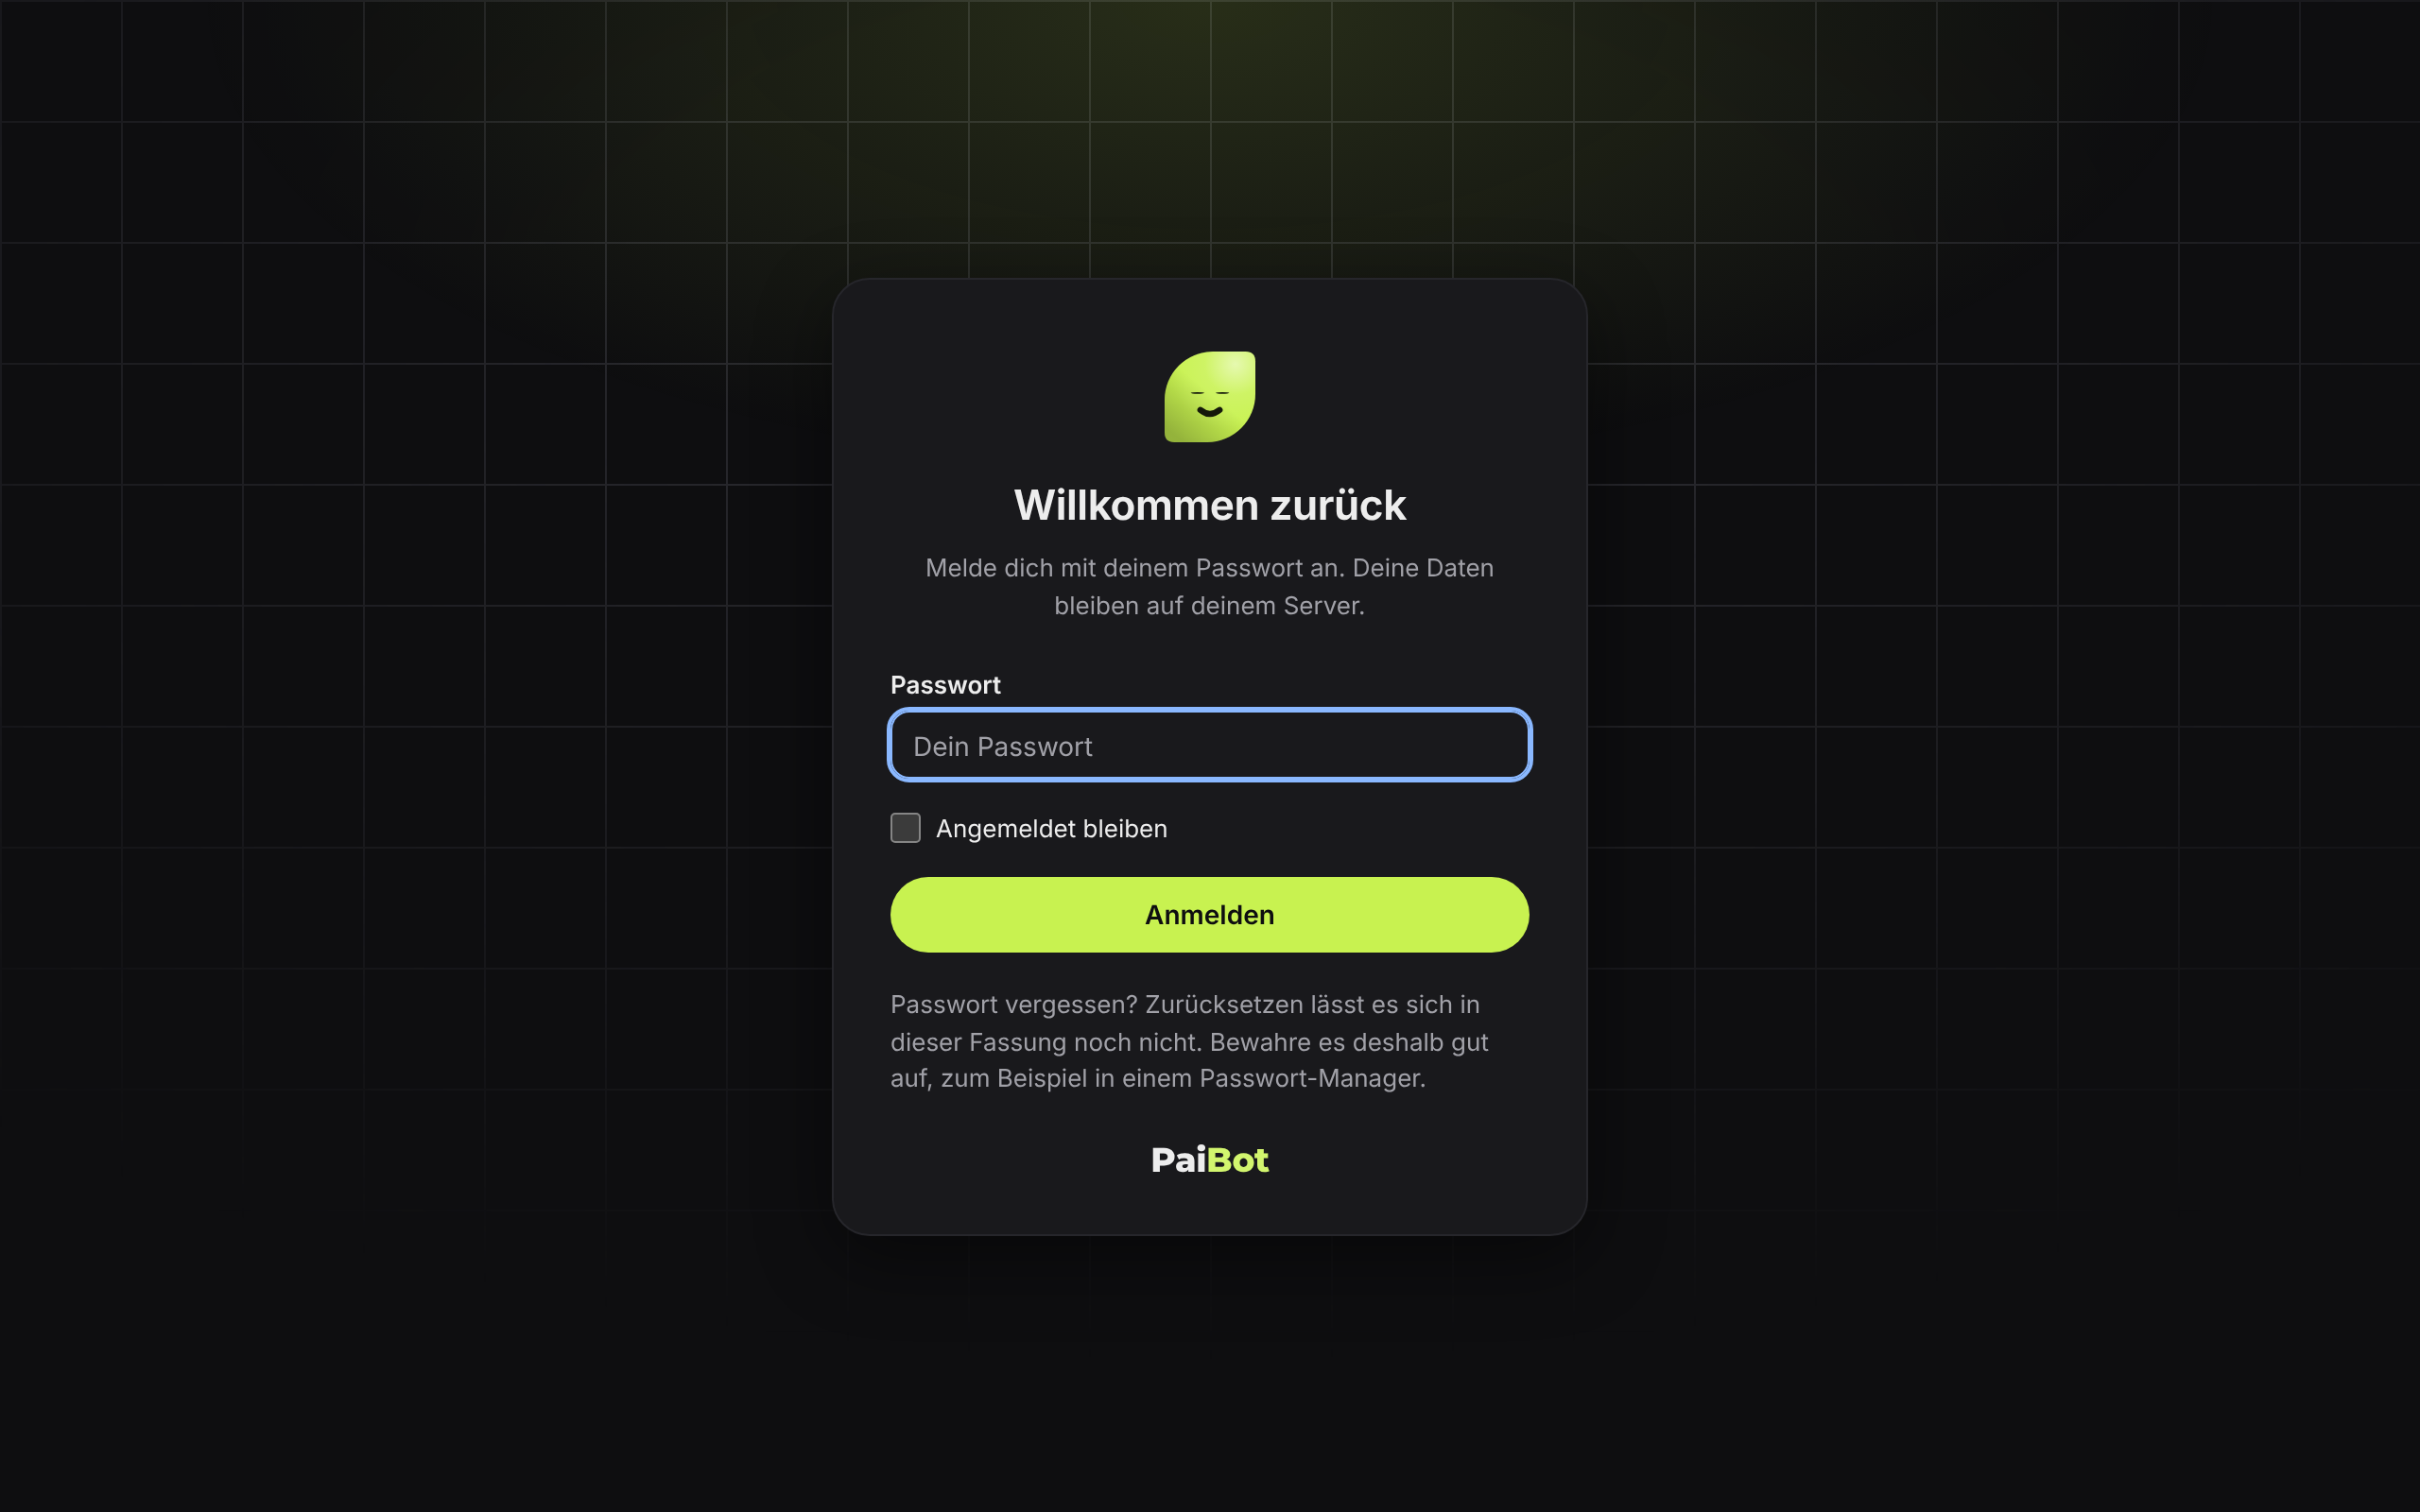 Willkommen zurück
Melde dich mit deinem Passwort an. Deine Daten
bleiben auf deinem Server.
Passwort
Dein Passwort
Angemeldet bleiben
Anmelden
Passwort vergessen? Zurücksetzen lässt es sich in
dieser Fassung noch nicht. Bewahre es deshalb gut
auf, zum Beispiel in einem Passwort-Manager.
PaiBot